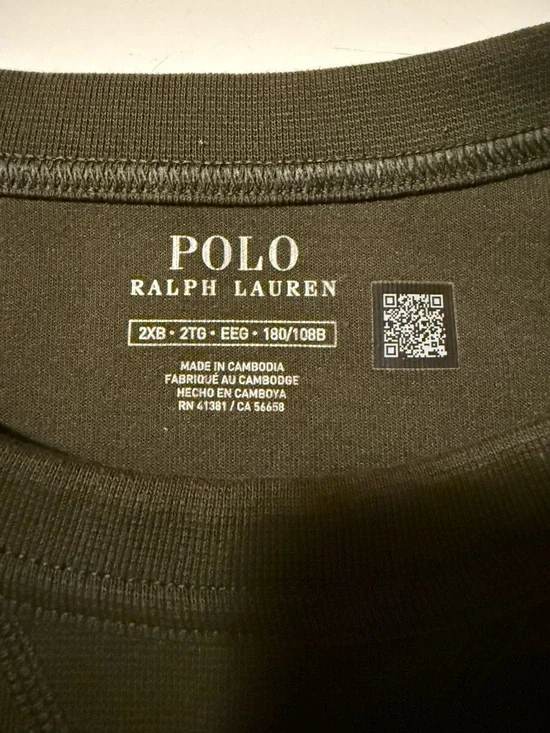 POLO
RALPH LAUREN
2XB • 2TG • EEG • 180/108B
MADE IN CAMBODIA
FABRIQUÉ AU CAMBODGE
HECHO EN CAMBOYA
RN 41381 / CA 56658